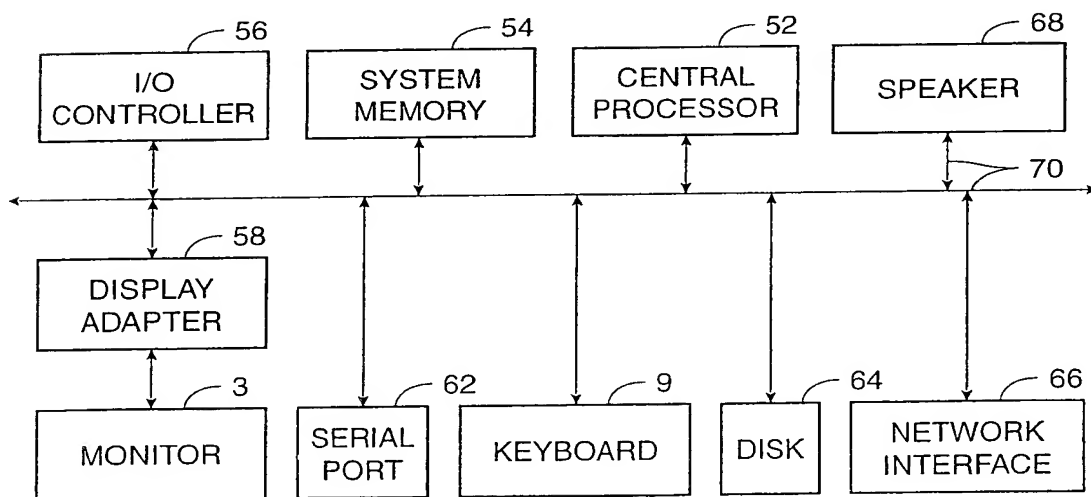 56
54
52
68
I/O
CONTROLLER
SYSTEM
MEMORY
CENTRAL
PROCESSOR
SPEAKER
70
58
DISPLAY
ADAPTER
3
62
9
64
66
MONITOR
SERIAL
PORT
KEYBOARD
DISK
NETWORK
INTERFACE